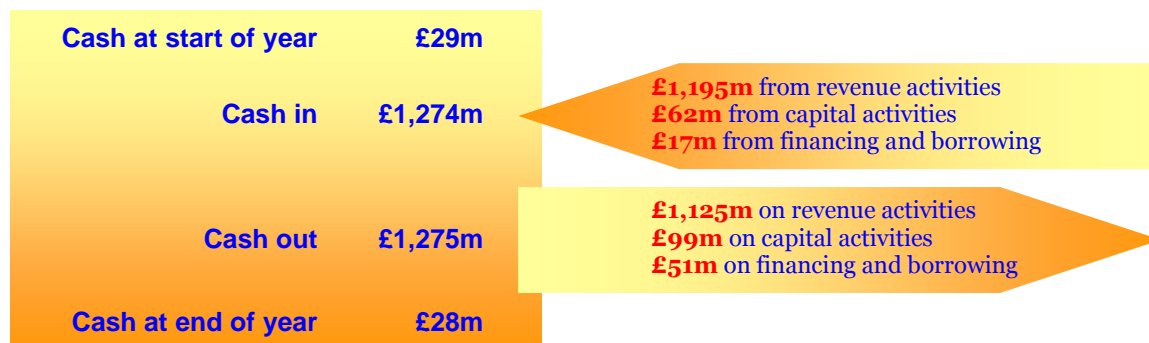 Cash at start of year £29m
Cash in £1,274m
£1,195m from revenue activities
£62m from capital activities
£17m from financing and borrowing
Cash out £1,275m
£1,125m on revenue activities
£99m on capital activities
£51m on financing and borrowing
Cash at end of year £28m